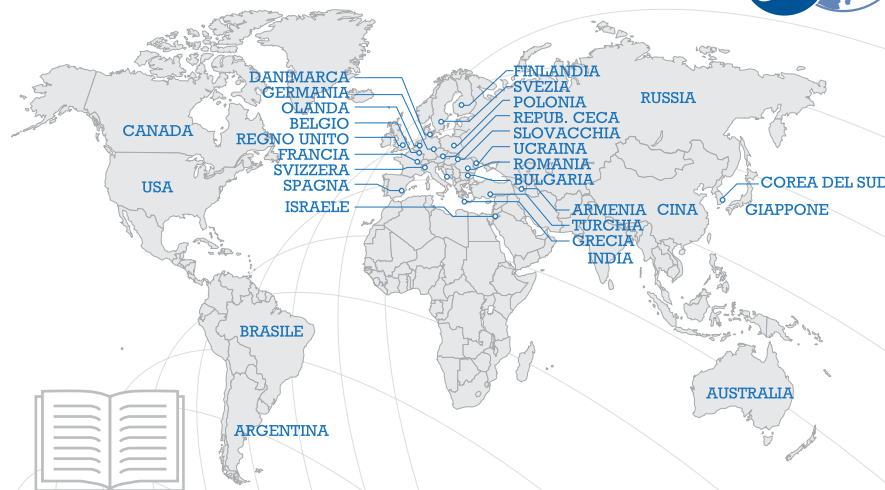 CANADA
USA
DANIMARCA
GERMANIA
OLANDA
BELGIO
REGNO UNITO
FRANCIA
SVIZZERA
SPAGNA
ISRAELE
FINLANDIA
SVEZIA
POLONIA
REPUB. CECA
SLOVACCHIA
UCRAINA
ROMANIA
BULGARIA
ARMENIA
TURCHIA
GRECIA
INDIA
RUSSIA
CINA
COREA DEL SUD
GIAPPONE
BRASILE
ARGENTINA
AUSTRALIA